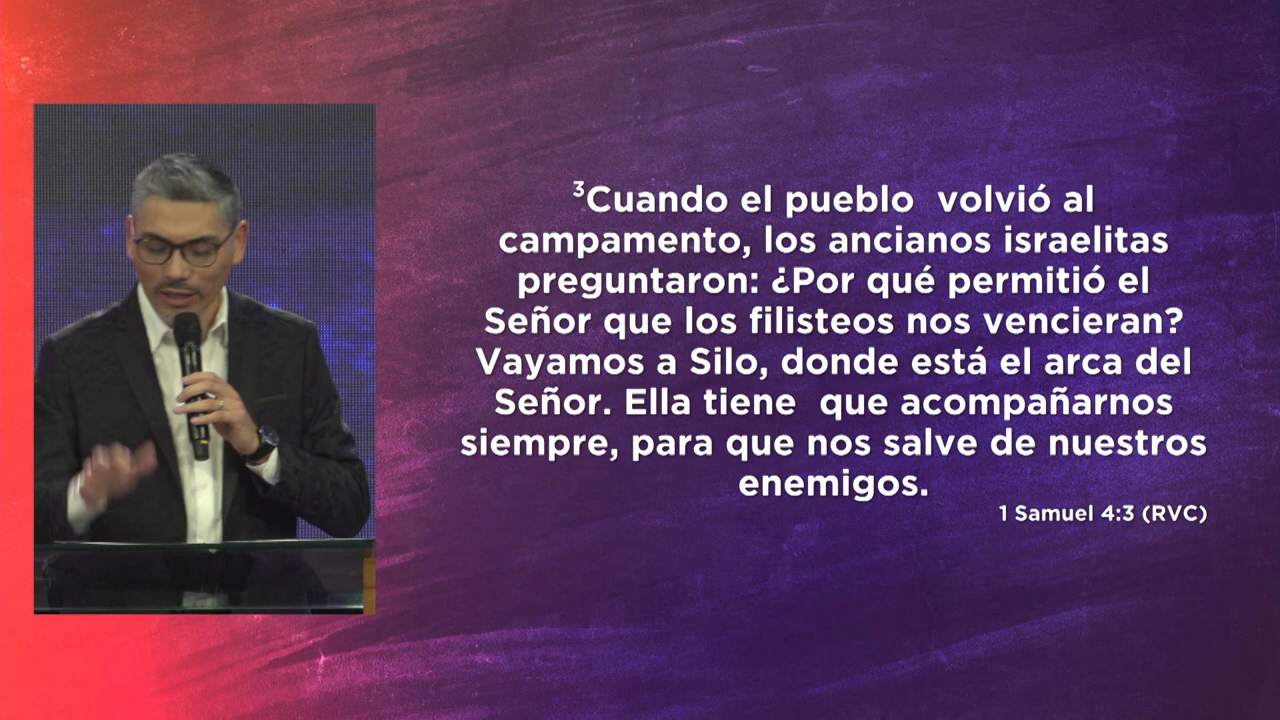 ³Cuando el pueblo  volvió al
campamento, los ancianos israelitas
preguntaron: ¿Por qué permitió el
Señor que los filisteos nos vencieran?
Vayamos a Silo, donde está el arca del
Señor. Ella tiene  que acompañarnos
siempre, para que nos salve de nuestros
enemigos.
1 Samuel 4:3 (RVC)